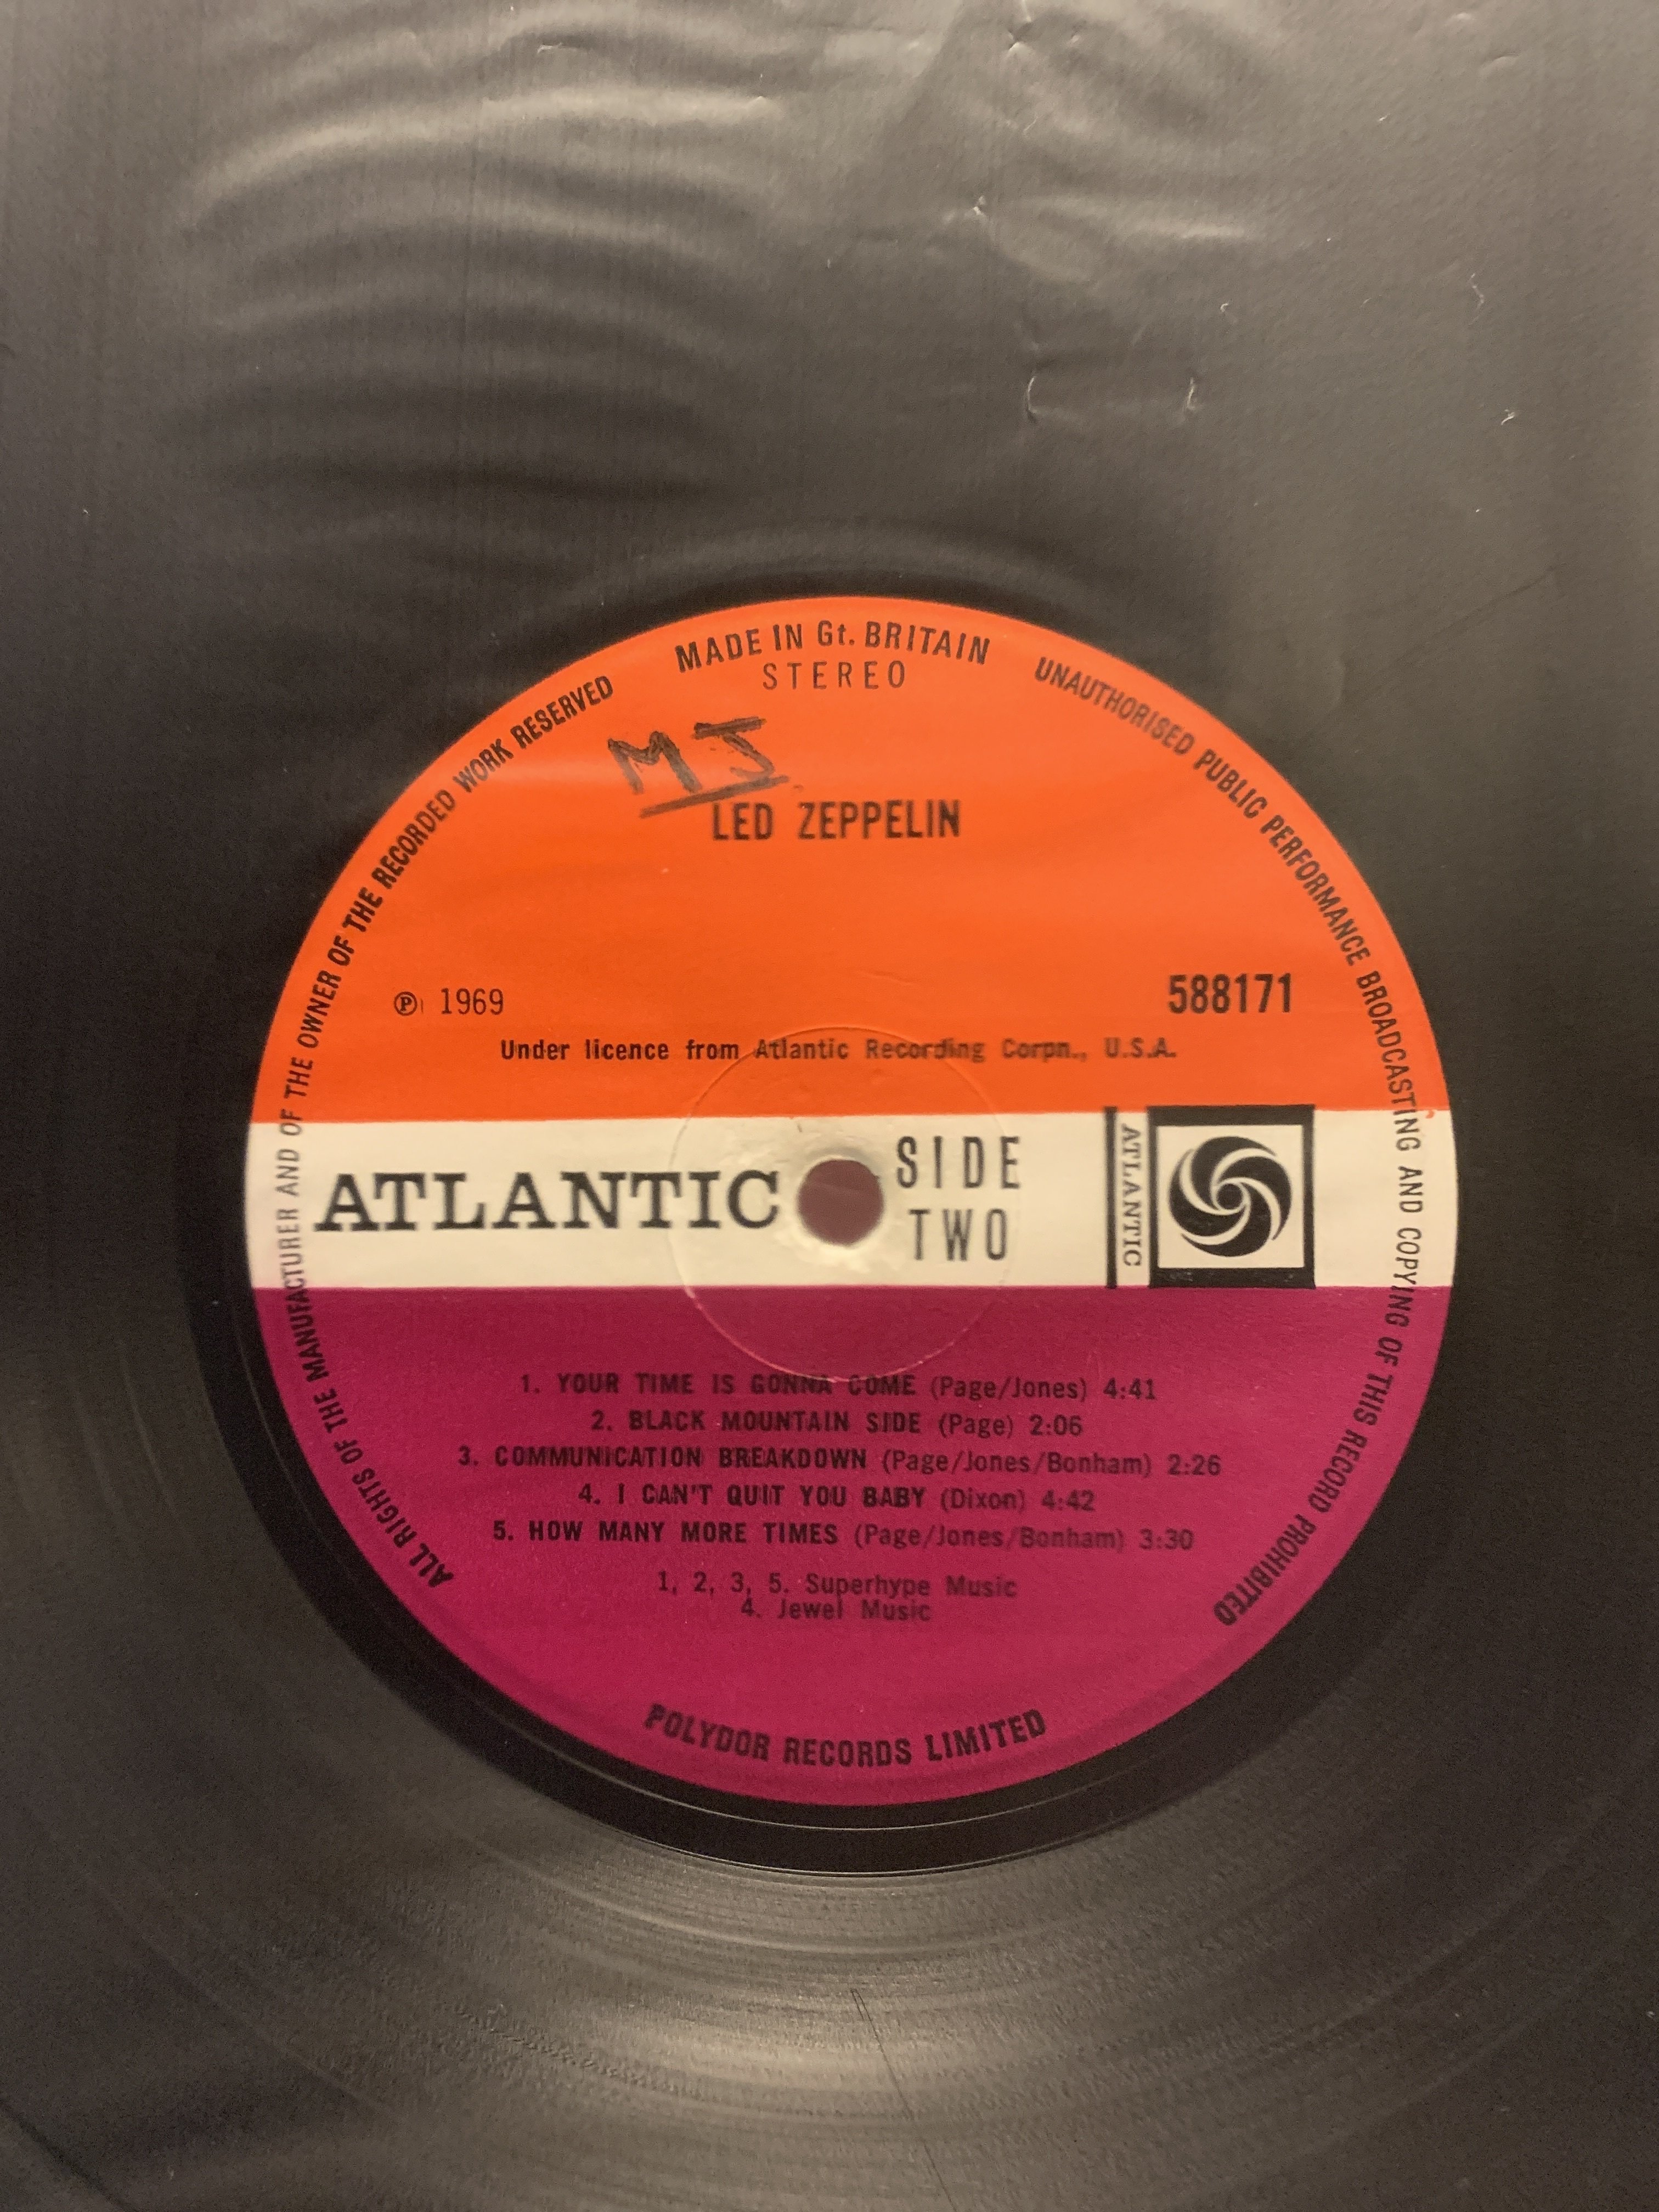 MADE IN Gt. BRITAIN
STEREO
UNAUTHORISED PUBLIC PERFORMANCE BROADCASTING AND COPYING OF THIS RECORD PROHIBITED
ALL RIGHTS OF THE MANUFACTURER AND OF THE OWNER OF THE RECORDED WORK RESERVED
MJ
LED ZEPPELIN
℗ 1969
588171
Under licence from Atlantic Recording Corpn., U.S.A.
ATLANTIC
SIDE
TWO
ATLANTIC
1. YOUR TIME IS GONNA COME (Page/Jones) 4:41
2. BLACK MOUNTAIN SIDE (Page) 2:06
3. COMMUNICATION BREAKDOWN (Page/Jones/Bonham) 2:26
4. I CAN'T QUIT YOU BABY (Dixon) 4:42
5. HOW MANY MORE TIMES (Page/Jones/Bonham) 3:30
1, 2, 3, 5. Superhype Music
4. Jewel Music
POLYDOR RECORDS LIMITED